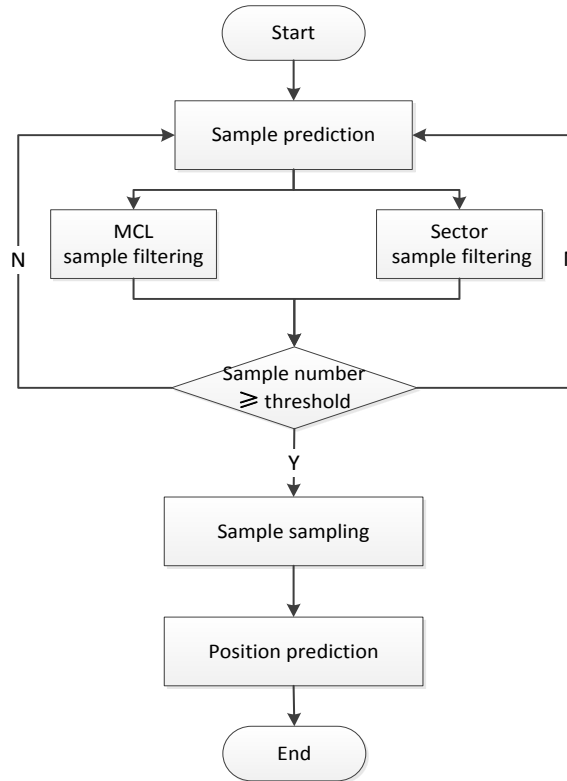 Start
Sample prediction
MCL
sample filtering
Sector
sample filtering
N
Sample number
≥ threshold
Y
Sample sampling
Position prediction
End